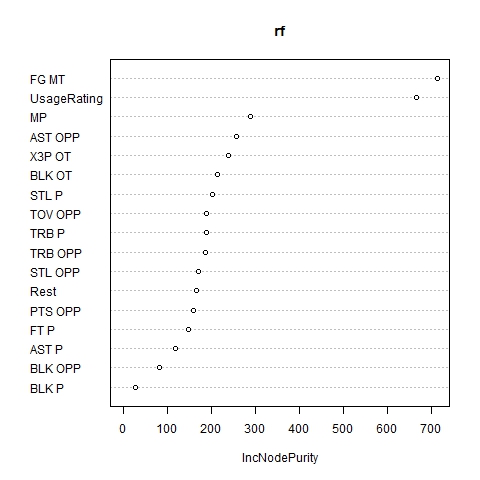 rf
FG MT
UsageRating
MP
AST OPP
X3P OT
BLK OT
STL P
TOV OPP
TRB P
TRB OPP
STL OPP
Rest
PTS OPP
FT P
AST P
BLK OPP
BLK P
0 100 200 300 400 500 600 700
IncNodePurity